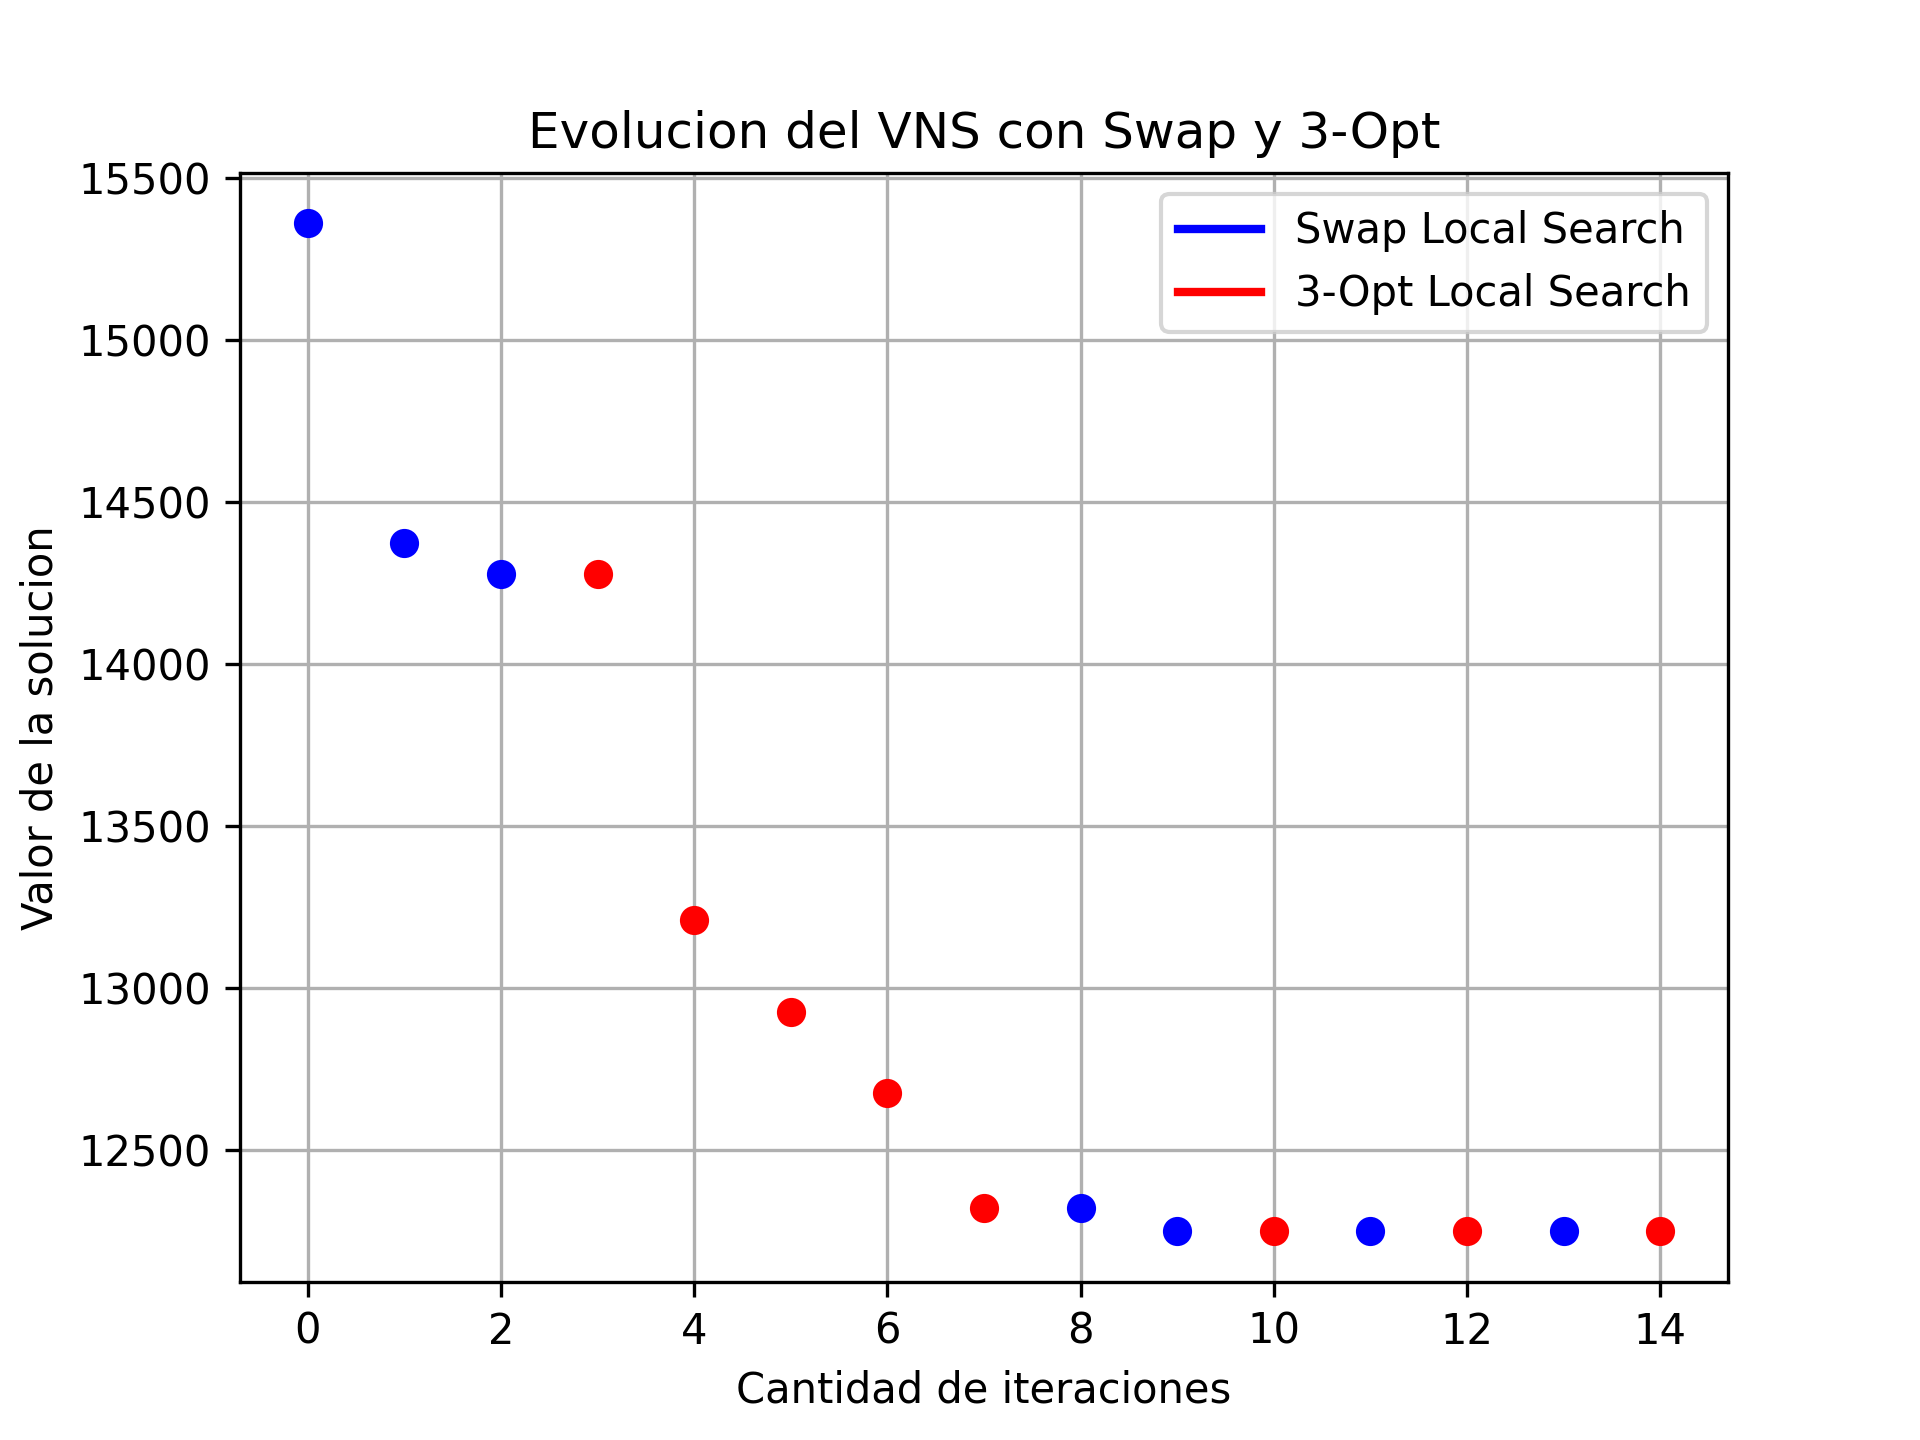 Evolucion del VNS con Swap y 3-Opt
15500
15000
14500
14000
13500
13000
12500
Valor de la solucion
Swap Local Search
3-Opt Local Search
0 2 4 6 8 10 12 14
Cantidad de iteraciones